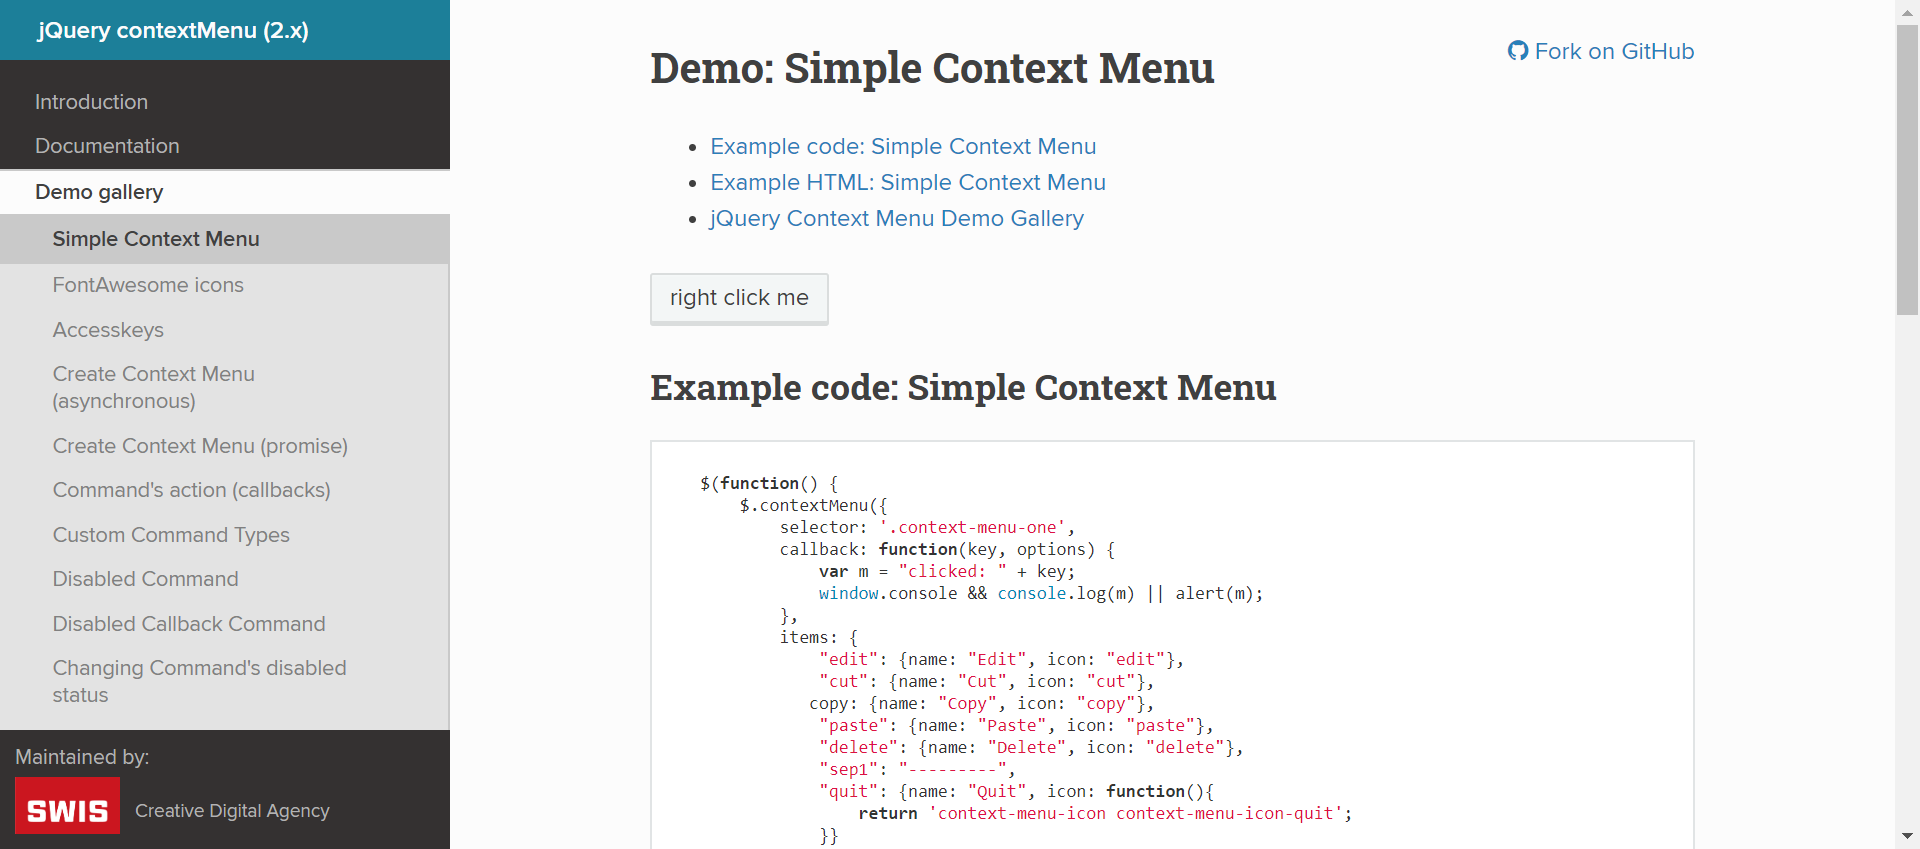 jQuery contextMenu (2.x)
Introduction
Documentation
Demo gallery
Simple Context Menu
FontAwesome icons
Accesskeys
Create Context Menu
(asynchronous)
Create Context Menu (promise)
Command's action (callbacks)
Custom Command Types
Disabled Command
Disabled Callback Command
Changing Command's disabled
status
Maintained by:
SWIS
Creative Digital Agency
Fork on GitHub
Demo: Simple Context Menu
Example code: Simple Context Menu
Example HTML: Simple Context Menu
jQuery Context Menu Demo Gallery
right click me
Example code: Simple Context Menu
$(function() {
$.contextMenu({
selector: '.context-menu-one',
callback: function(key, options) {
var m = "clicked: " + key;
window.console && console.log(m) || alert(m);
},
items: {
"edit": {name: "Edit", icon: "edit"},
"cut": {name: "Cut", icon: "cut"},
copy: {name: "Copy", icon: "copy"},
"paste": {name: "Paste", icon: "paste"},
"delete": {name: "Delete", icon: "delete"},
"sep1": "---------",
"quit": {name: "Quit", icon: function(){
return 'context-menu-icon context-menu-icon-quit';
}}